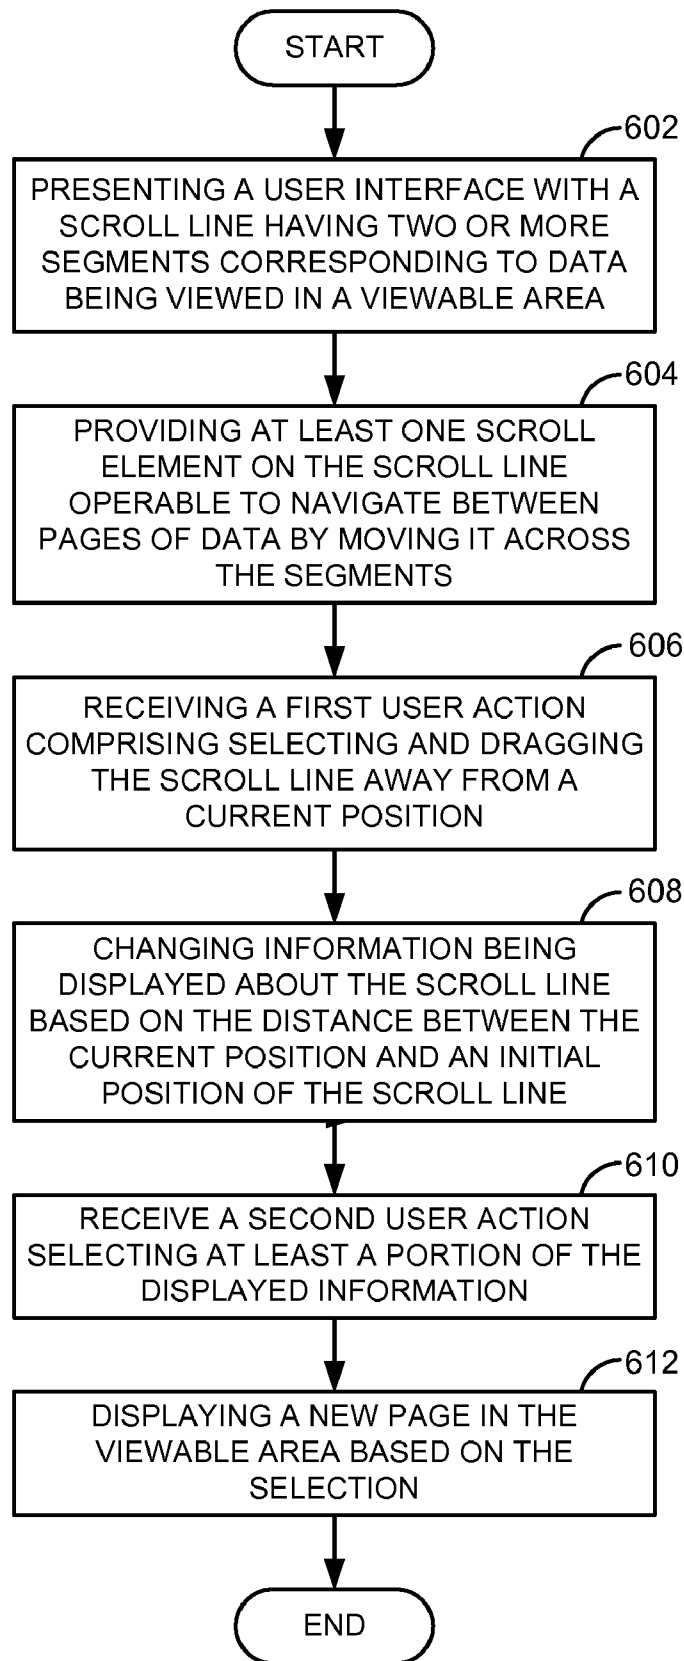 START
602
PRESENTING A USER INTERFACE WITH A
SCROLL LINE HAVING TWO OR MORE
SEGMENTS CORRESPONDING TO DATA
BEING VIEWED IN A VIEWABLE AREA
604
PROVIDING AT LEAST ONE SCROLL
ELEMENT ON THE SCROLL LINE
OPERABLE TO NAVIGATE BETWEEN
PAGES OF DATA BY MOVING IT ACROSS
THE SEGMENTS
606
RECEIVING A FIRST USER ACTION
COMPRISING SELECTING AND DRAGGING
THE SCROLL LINE AWAY FROM A
CURRENT POSITION
608
CHANGING INFORMATION BEING
DISPLAYED ABOUT THE SCROLL LINE
BASED ON THE DISTANCE BETWEEN THE
CURRENT POSITION AND AN INITIAL
POSITION OF THE SCROLL LINE
610
RECEIVE A SECOND USER ACTION
SELECTING AT LEAST A PORTION OF THE
DISPLAYED INFORMATION
612
DISPLAYING A NEW PAGE IN THE
VIEWABLE AREA BASED ON THE
SELECTION
END